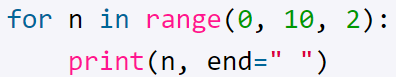 for n in range(0, 10, 2):
    print(n, end=" ")